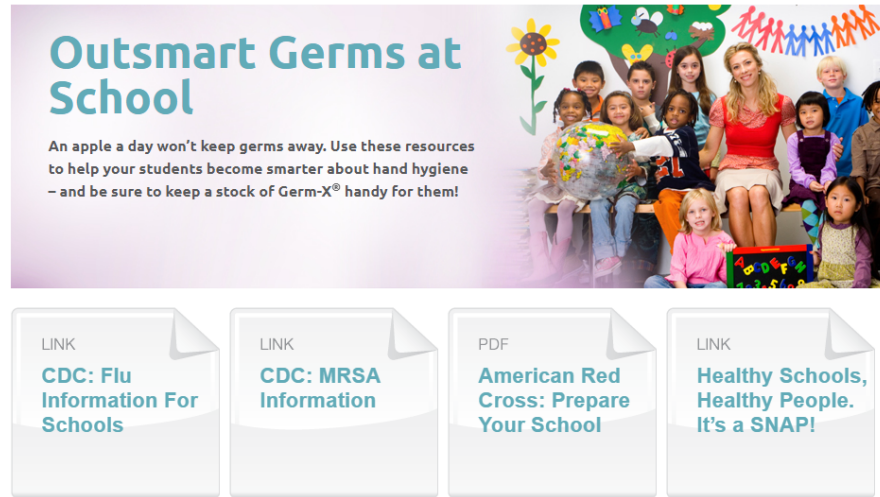 Outsmart Germs at
School
An apple a day won't keep germs away. Use these resources
to help your students become smarter about hand hygiene
– and be sure to keep a stock of Germ-X® handy for them!
LINK
CDC: Flu
Information For
Schools
LINK
CDC: MRSA
Information
PDF
American Red
Cross: Prepare
Your School
LINK
Healthy Schools,
Healthy People.
It's a SNAP!